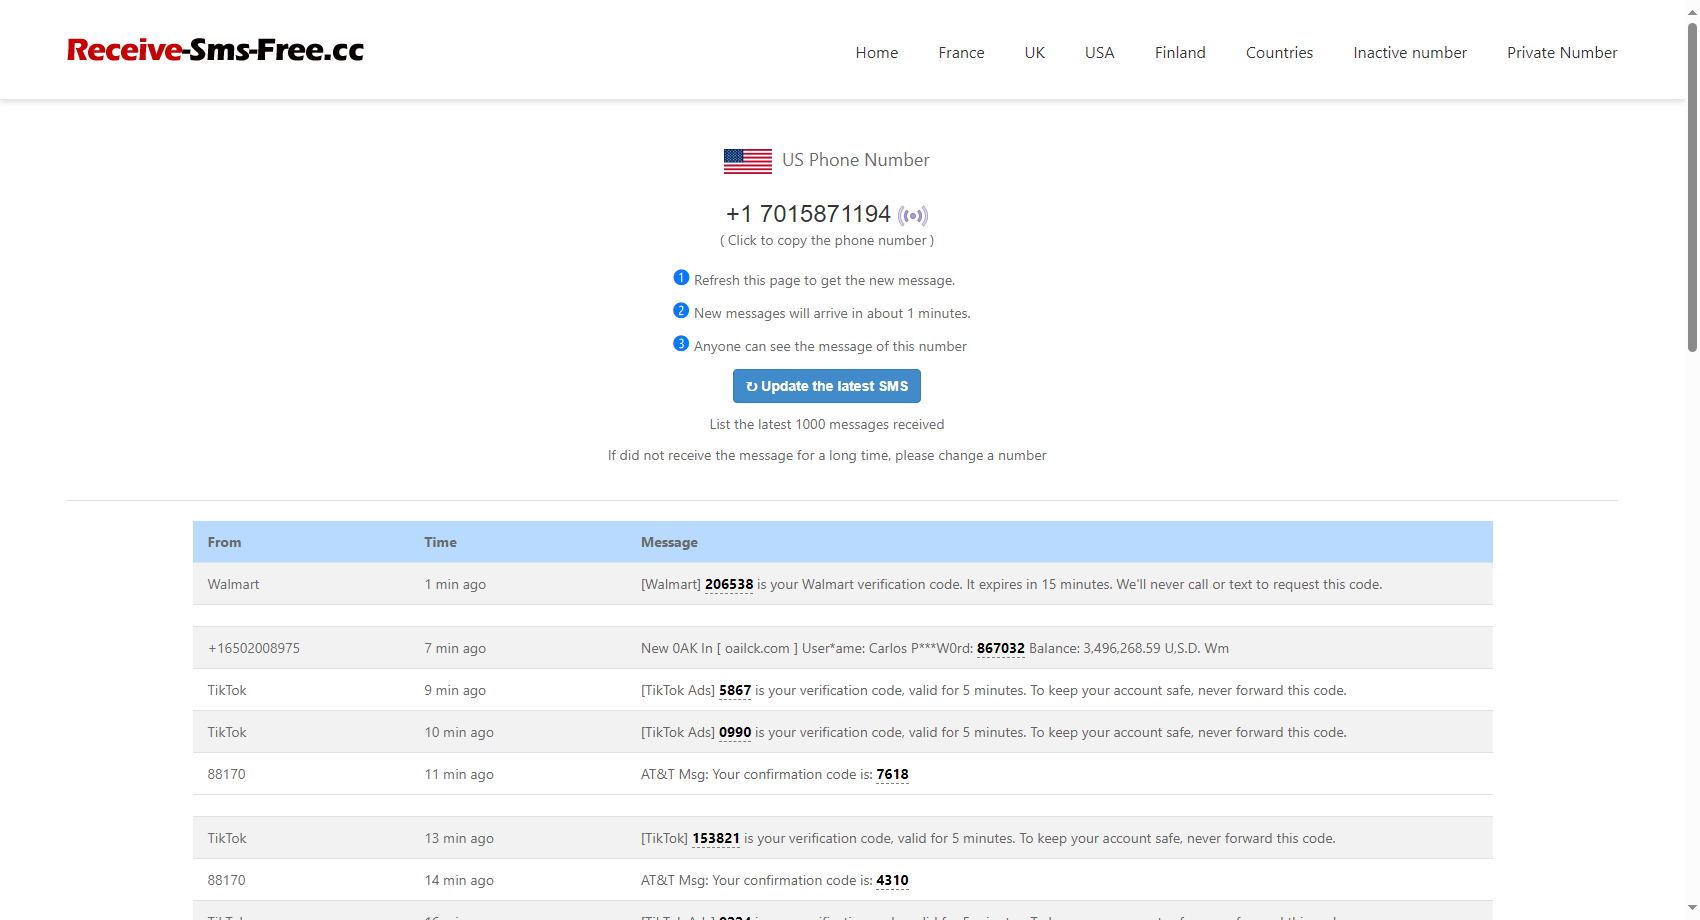 Receive-Sms-Free.cc
Home France UK USA Finland Countries Inactive number Private Number
US Phone Number
+1 7015871194
( Click to copy the phone number )
1 Refresh this page to get the new message.
2 New messages will arrive in about 1 minutes.
3 Anyone can see the message of this number
↻ Update the latest SMS
List the latest 1000 messages received
If did not receive the message for a long time, please change a number
From Time Message
Walmart 1 min ago [Walmart] 206538 is your Walmart verification code. It expires in 15 minutes. We'll never call or text to request this code.
+16502008975 7 min ago New 0AK In [ oailck.com ] User*ame: Carlos P***W0rd: 867032 Balance: 3,496,268.59 U,S.D. Wm
TikTok 9 min ago [TikTok Ads] 5867 is your verification code, valid for 5 minutes. To keep your account safe, never forward this code.
TikTok 10 min ago [TikTok Ads] 0990 is your verification code, valid for 5 minutes. To keep your account safe, never forward this code.
88170 11 min ago AT&T Msg: Your confirmation code is: 7618
TikTok 13 min ago [TikTok] 153821 is your verification code, valid for 5 minutes. To keep your account safe, never forward this code.
88170 14 min ago AT&T Msg: Your confirmation code is: 4310